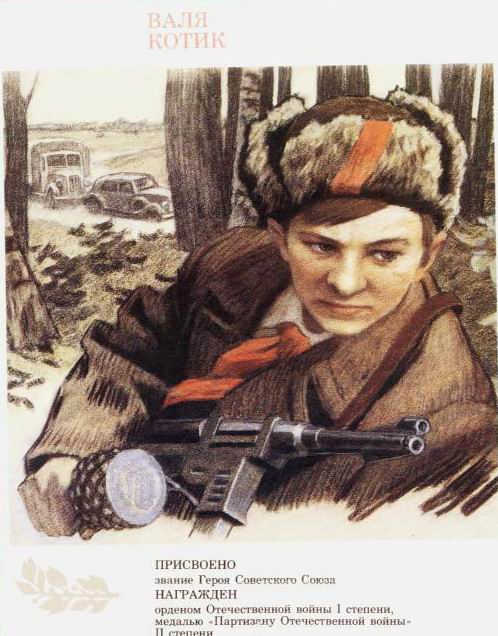 ВАЛЯ
КОТИК
ПРИСВОЕНО
звание Героя Советского Союза
НАГРАЖДЕН
орденом Отечественной войны I степени,
медалью «Партизану Отечественной войны»
II степени